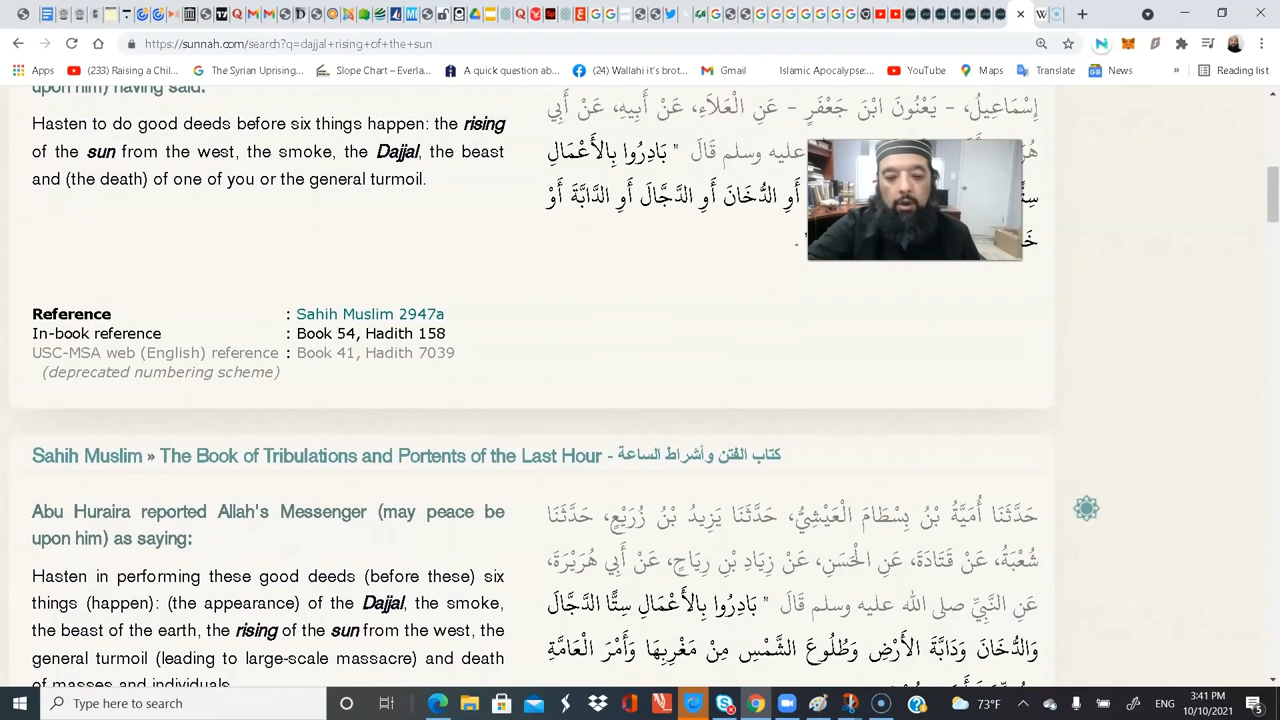 https://sunnah.com/search?q=dajjal+rising+of+the+sun
Apps
(233) Raising a Chil...
The Syrian Uprising...
Slope Chart – Everla...
A quick question ab...
(24) Wallahi it's brot...
Gmail
Islamic Apocalypse:...
YouTube
Maps
Translate
News
»
Reading list
upon him) having said:
Hasten to do good deeds before six things happen: the rising
of the sun from the west, the smoke, the Dajjal, the beast
and (the death) of one of you or the general turmoil.
إِسْمَاعِيلُ، - يَعْنُونَ ابْنَ جَعْفَرٍ - عَنِ الْعَلاَءِ، عَنْ أَبِيهِ، عَنْ أَبِي
عليه وسلم قَالَ ‏"‏ بَادِرُوا بِالأَعْمَالِ
أَوِ الدُّخَانَ أَوِ الدَّجَّالَ أَوِ الدَّابَّةَ أَوْ
Reference : Sahih Muslim 2947a
In-book reference : Book 54, Hadith 158
USC-MSA web (English) reference : Book 41, Hadith 7039
(deprecated numbering scheme)
Sahih Muslim » The Book of Tribulations and Portents of the Last Hour - كتاب الفتن وأشراط الساعة
Abu Huraira reported Allah's Messenger (may peace be
upon him) as saying:
Hasten in performing these good deeds (before these) six
things (happen): (the appearance) of the Dajjal, the smoke,
the beast of the earth, the rising of the sun from the west, the
general turmoil (leading to large-scale massacre) and death
of masses and individuals.
حَدَّثَنَا أُمَيَّةُ بْنُ بِسْطَامَ الْعَيْشِيُّ، حَدَّثَنَا يَزِيدُ بْنُ زُرَيْعٍ، حَدَّثَنَا
شُعْبَةُ، عَنْ قَتَادَةَ، عَنِ الْحَسَنِ، عَنْ زِيَادِ بْنِ رِيَاحٍ، عَنْ أَبِي هُرَيْرَةَ،
عَنِ النَّبِيِّ صلى الله عليه وسلم قَالَ ‏"‏ بَادِرُوا بِالأَعْمَالِ سِتًّا الدَّجَّالَ
وَالدُّخَانَ وَدَابَّةَ الأَرْضِ وَطُلُوعَ الشَّمْسِ مِنْ مَغْرِبِهَا وَأَمْرَ الْعَامَّةِ
Type here to search
73°F
ENG
3:41 PM
10/10/2021